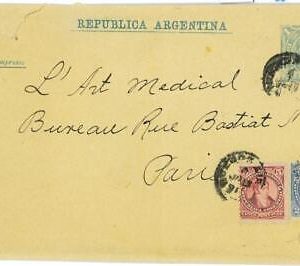 REPUBLICA ARGENTINA
L'Art Medical
Bureau Rue Bastiat N
Paris